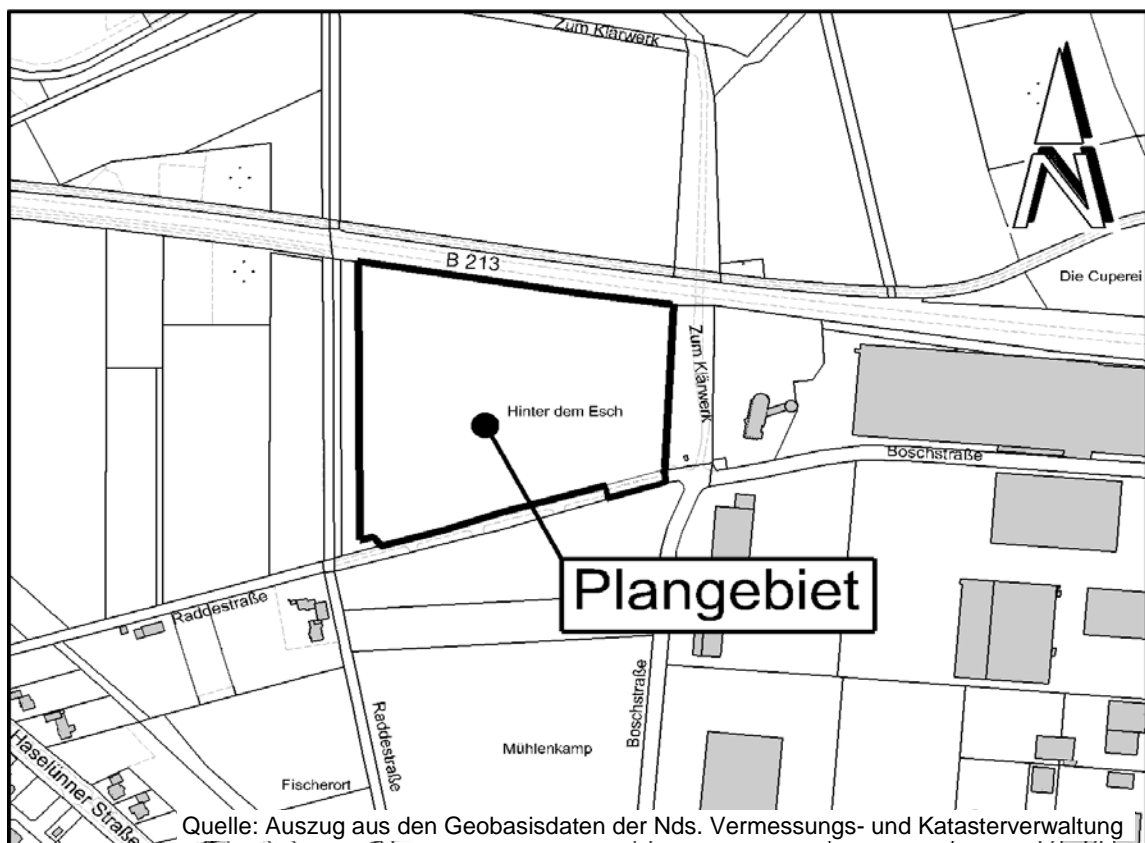 Zum Klärwerk
N
B 213
Die Cuperei
Zum Klärwerk
Hinter dem Esch
Boschstraße
Plangebiet
Raddestraße
Boschstraße
Raddestraße
Mühlenkamp
Haselünner Straße
Fischerort
Quelle: Auszug aus den Geobasisdaten der Nds. Vermessungs- und Katasterverwaltung